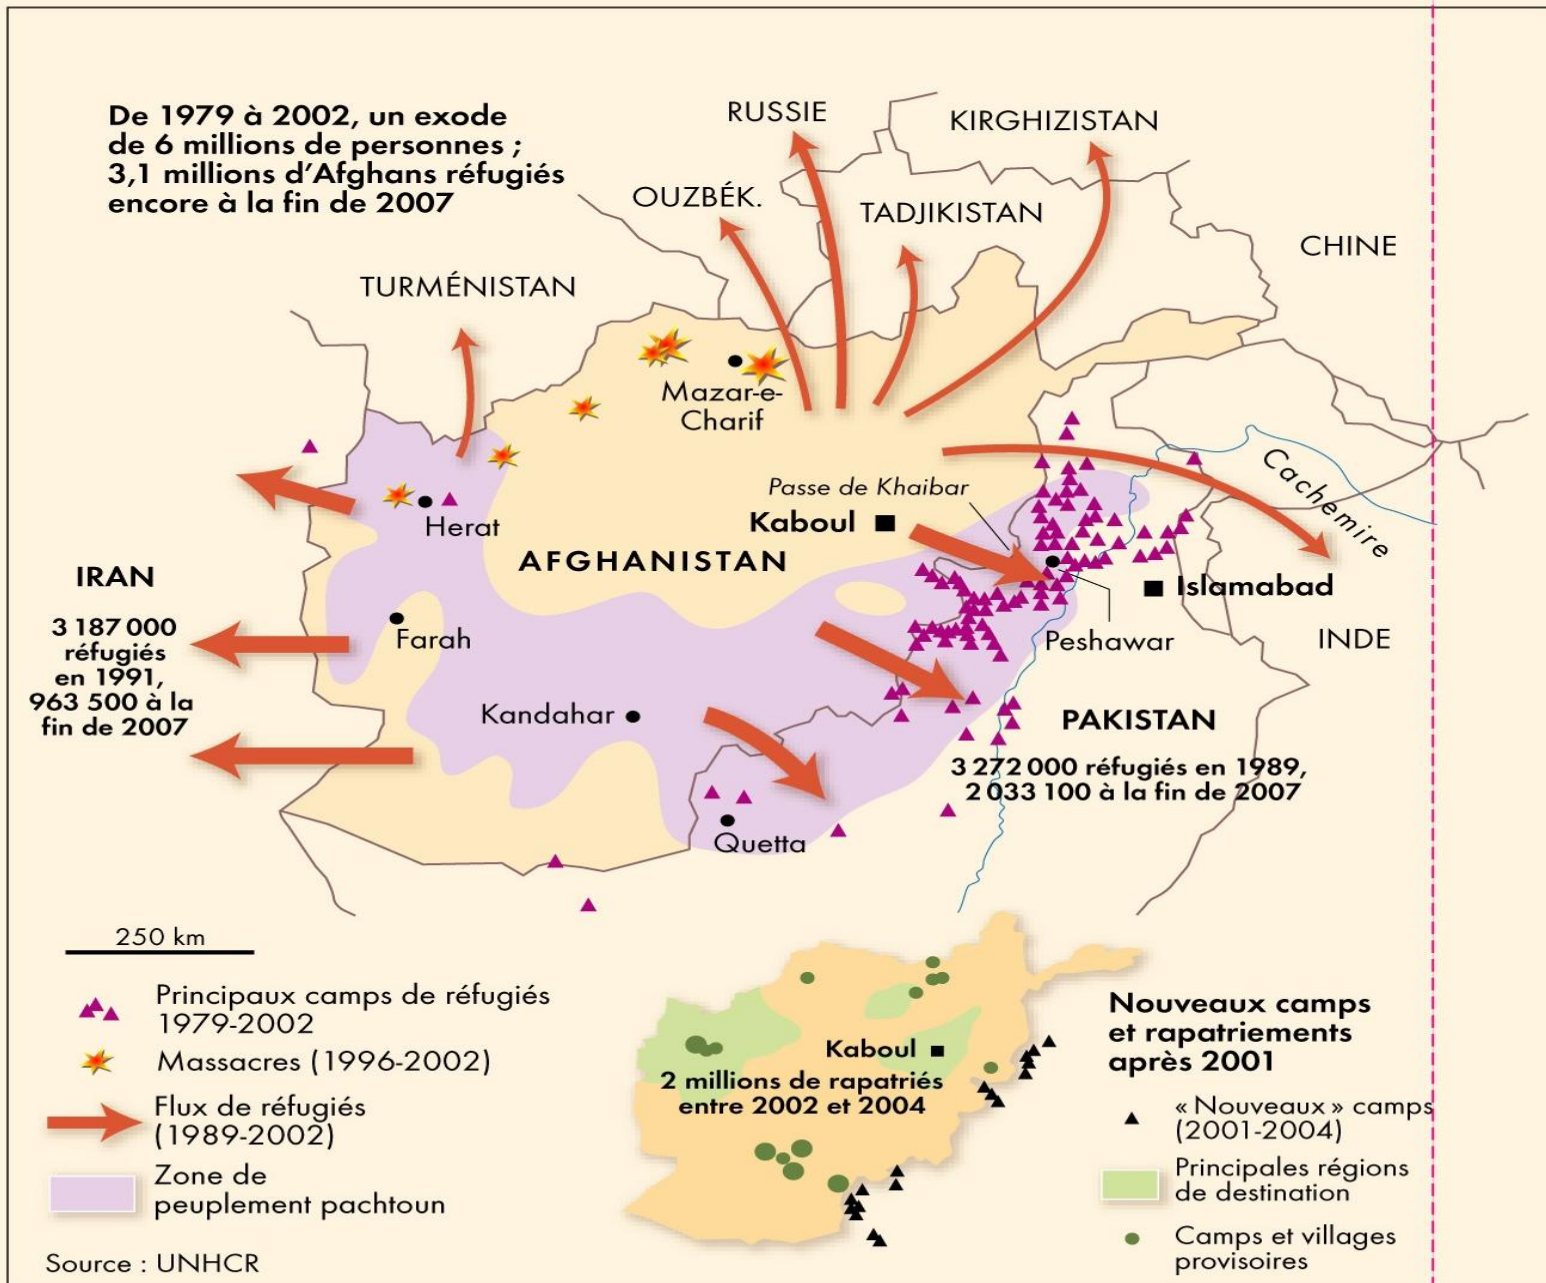 De 1979 à 2002, un exode
de 6 millions de personnes ;
3,1 millions d'Afghans réfugiés
encore à la fin de 2007
RUSSIE
KIRGHIZISTAN
OUZBÉK.
TADJIKISTAN
CHINE
TURMÉNISTAN
Mazar-e-
Charif
Cachemire
Passe de Khaibar
Kaboul
Herat
AFGHANISTAN
IRAN
3 187 000
réfugiés
en 1991,
963 500 à la
fin de 2007
Islamabad
Farah
Peshawar
INDE
Kandahar
PAKISTAN
3 272 000 réfugiés en 1989,
2 033 100 à la fin de 2007
Quetta
250 km
Principaux camps de réfugiés
1979-2002
Massacres (1996-2002)
Flux de réfugiés
(1989-2002)
Zone de
peuplement pachtoun
Source : UNHCR
Kaboul
2 millions de rapatriés
entre 2002 et 2004
Nouveaux camps
et rapatriements
après 2001
« Nouveaux » camps
(2001-2004)
Principales régions
de destination
Camps et villages
provisoires